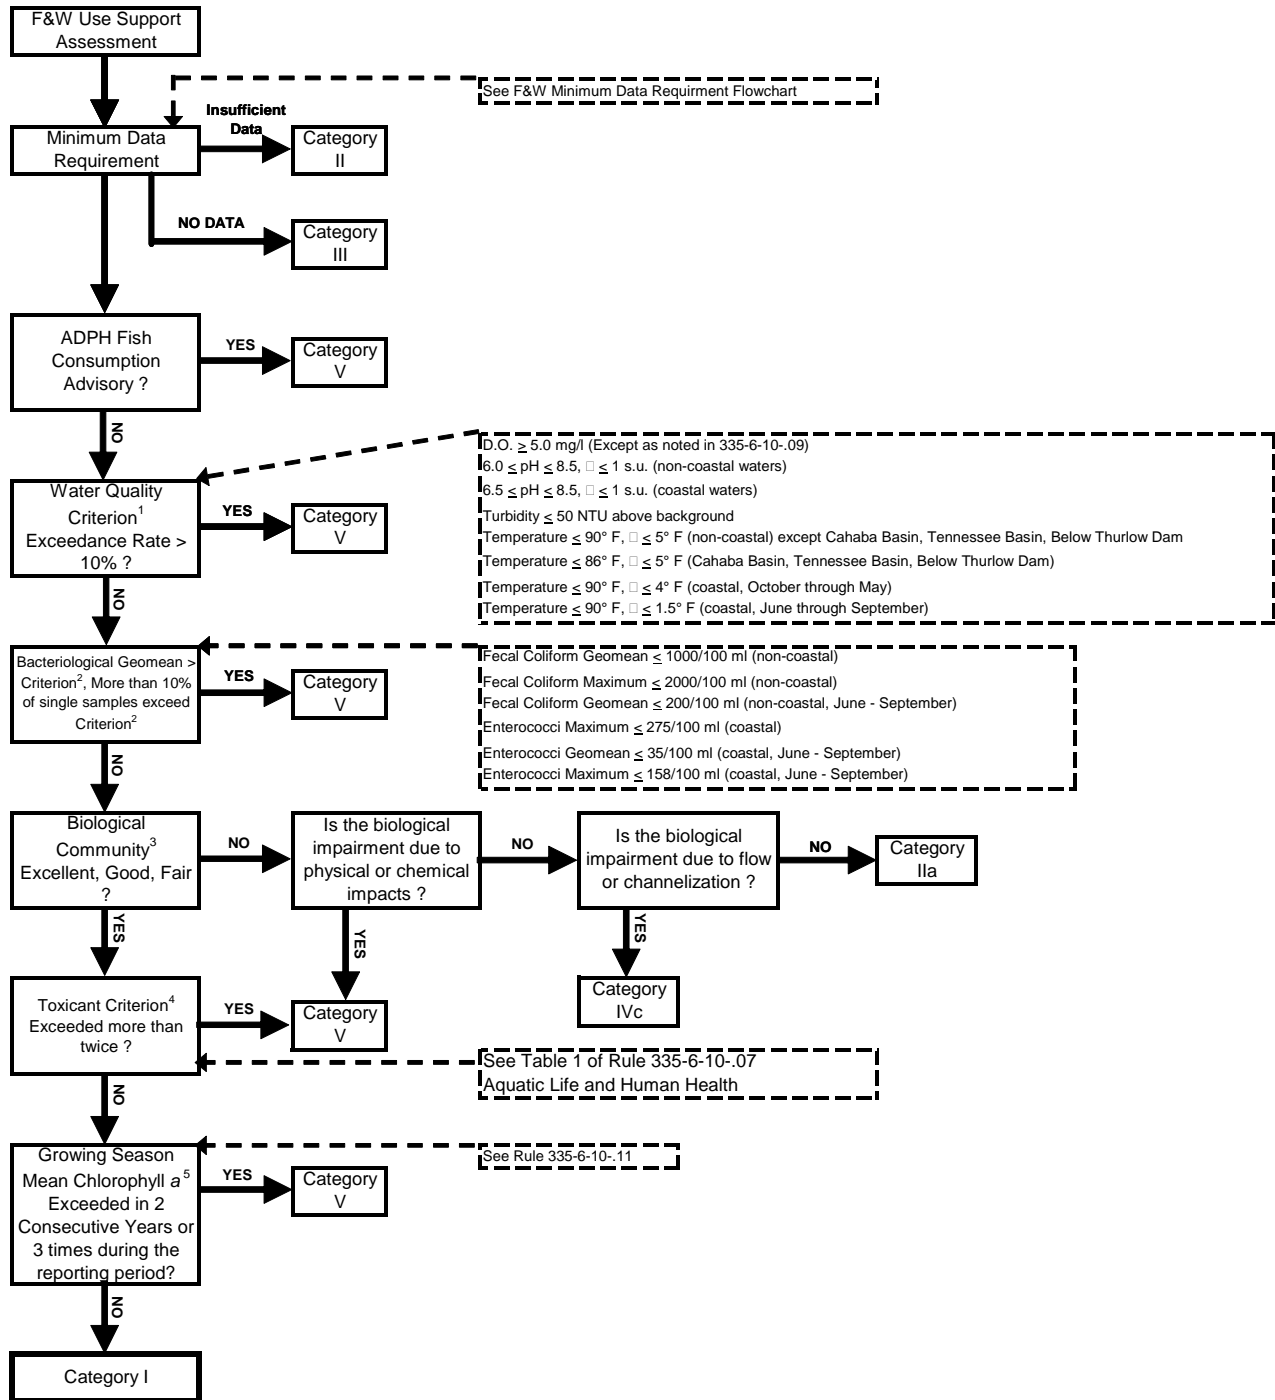 F&W Use Support
Assessment
See F&W Minimum Data Requirment Flowchart
Insufficient
Data
Minimum Data
Requirement
Category
II
NO DATA
Category
III
ADPH Fish
Consumption
Advisory ?
YES
Category
V
NO
D.O. ≥ 5.0 mg/l (Except as noted in 335-6-10-.09)
6.0 ≤ pH ≤ 8.5, □ ≤ 1 s.u. (non-coastal waters)
6.5 ≤ pH ≤ 8.5, □ ≤ 1 s.u. (coastal waters)
Turbidity ≤ 50 NTU above background
Temperature ≤ 90° F, □ ≤ 5° F (non-coastal) except Cahaba Basin, Tennessee Basin, Below Thurlow Dam
Temperature ≤ 86° F, □ ≤ 5° F (Cahaba Basin, Tennessee Basin, Below Thurlow Dam)
Temperature ≤ 90° F, □ ≤ 4° F (coastal, October through May)
Temperature ≤ 90° F, □ ≤ 1.5° F (coastal, June through September)
Water Quality
Criterion¹
Exceedance Rate >
10% ?
YES
Category
V
NO
Bacteriological Geomean >
Criterion², More than 10%
of single samples exceed
Criterion²
YES
Category
V
Fecal Coliform Geomean ≤ 1000/100 ml (non-coastal)
Fecal Coliform Maximum ≤ 2000/100 ml (non-coastal)
Fecal Coliform Geomean ≤ 200/100 ml (non-coastal, June - September)
Enterococci Maximum ≤ 275/100 ml (coastal)
Enterococci Geomean ≤ 35/100 ml (coastal, June - September)
Enterococci Maximum ≤ 158/100 ml (coastal, June - September)
NO
Biological
Community³
Excellent, Good, Fair
?
NO
Is the biological
impairment due to
physical or chemical
impacts ?
NO
Is the biological
impairment due to flow
or channelization ?
NO
Category
IIa
YES
YES
YES
Category
IVc
Toxicant Criterion⁴
Exceeded more than
twice ?
YES
Category
V
See Table 1 of Rule 335-6-10-.07
Aquatic Life and Human Health
NO
Growing Season
Mean Chlorophyll a⁵
Exceeded in 2
Consecutive Years or
3 times during the
reporting period?
YES
Category
V
See Rule 335-6-10-.11
NO
Category I